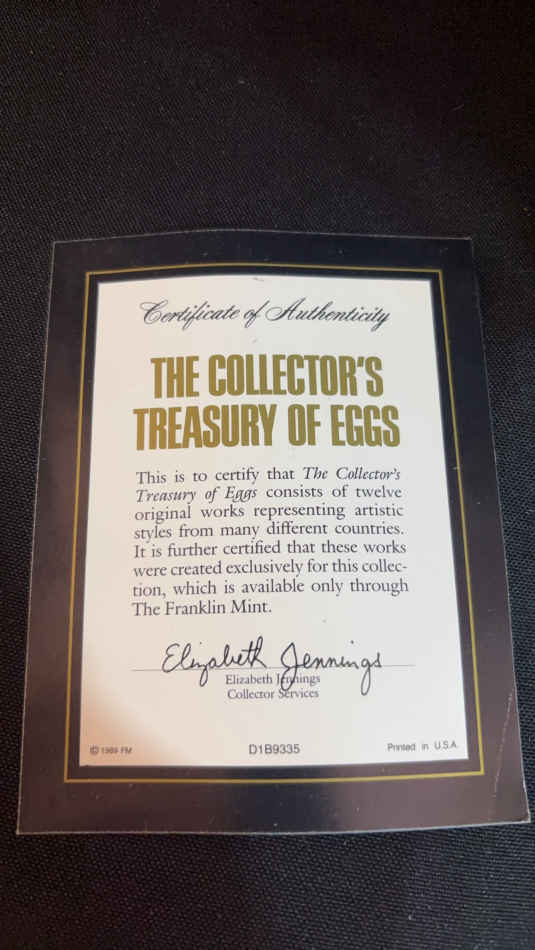 Certificate of Authenticity
THE COLLECTOR'S
TREASURY OF EGGS
This is to certify that The Collector's
Treasury of Eggs consists of twelve
original works representing artistic
styles from many different countries.
It is further certified that these works
were created exclusively for this collec-
tion, which is available only through
The Franklin Mint.
Elizabeth Jennings
Elizabeth Jennings
Collector Services
© 1989 FM D1B9335 Printed in U.S.A.